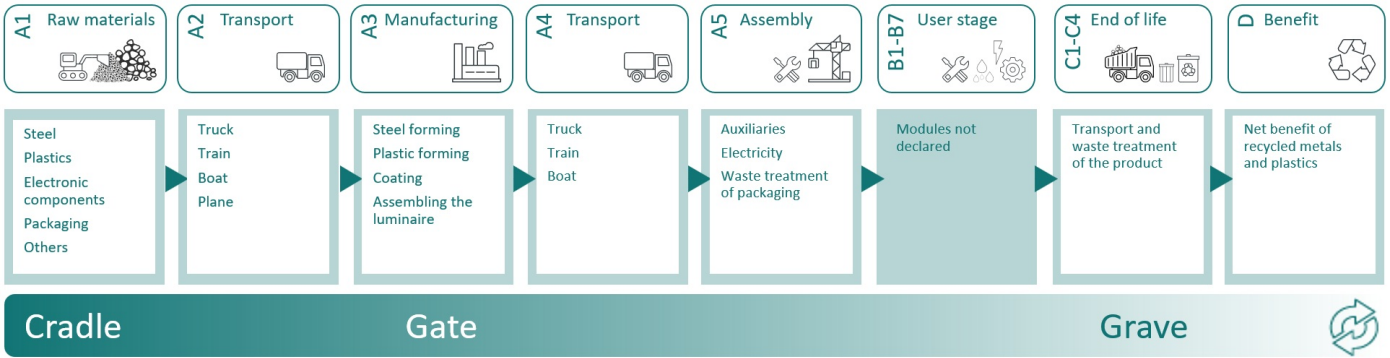 A1 Raw materials
A2 Transport
A3 Manufacturing
A4 Transport
A5 Assembly
B1-B7 User stage
C1-C4 End of life
D Benefit
Steel
Plastics
Electronic
components
Packaging
Others
Truck
Train
Boat
Plane
Steel forming
Plastic forming
Coating
Assembling the
luminaire
Truck
Train
Boat
Auxiliaries
Electricity
Waste treatment
of packaging
Modules not
declared
Transport and
waste treatment
of the product
Net benefit of
recycled metals
and plastics
Cradle
Gate
Grave